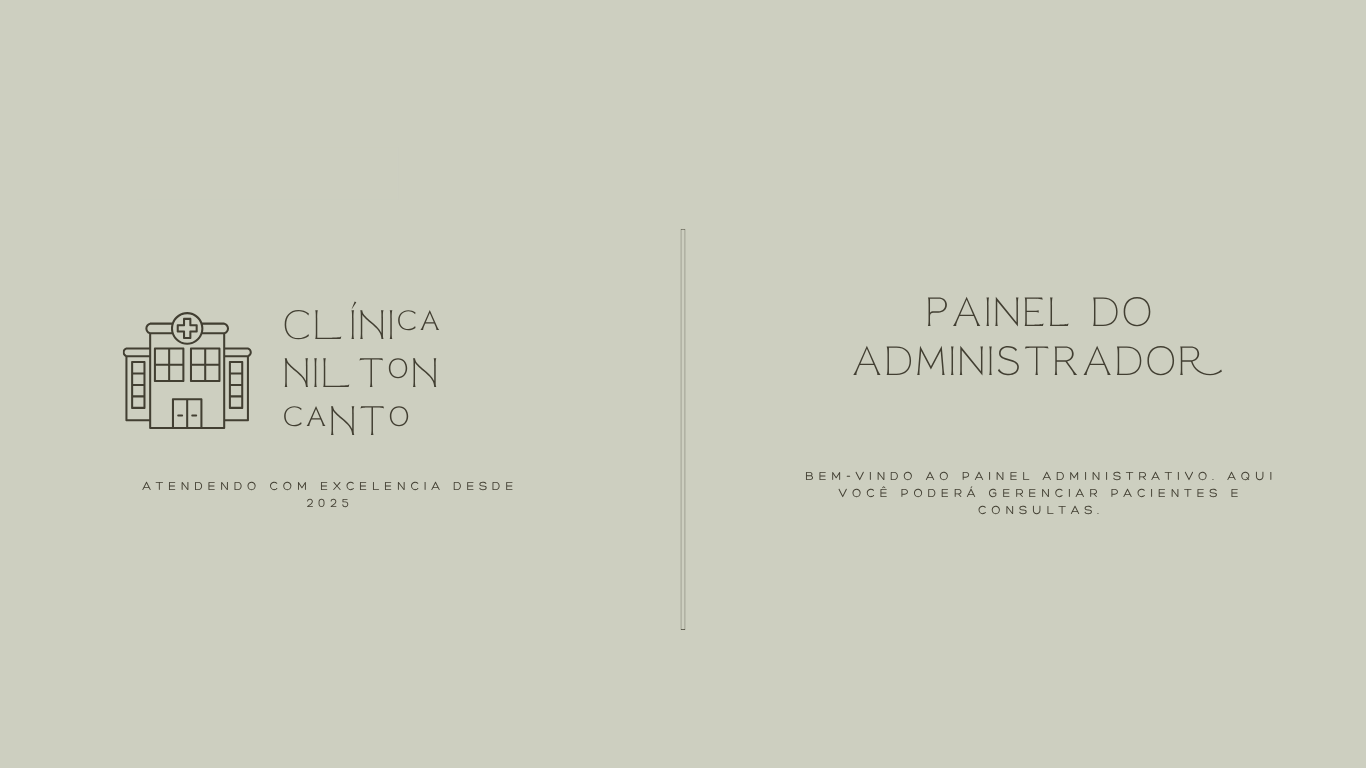 CLÍNICA
NILTON
CANTO
ATENDENDO COM EXCELENCIA DESDE
2025
PAINEL DO
ADMINISTRADOR
BEM-VINDO AO PAINEL ADMINISTRATIVO. AQUI
VOCÊ PODERÁ GERENCIAR PACIENTES E
CONSULTAS.